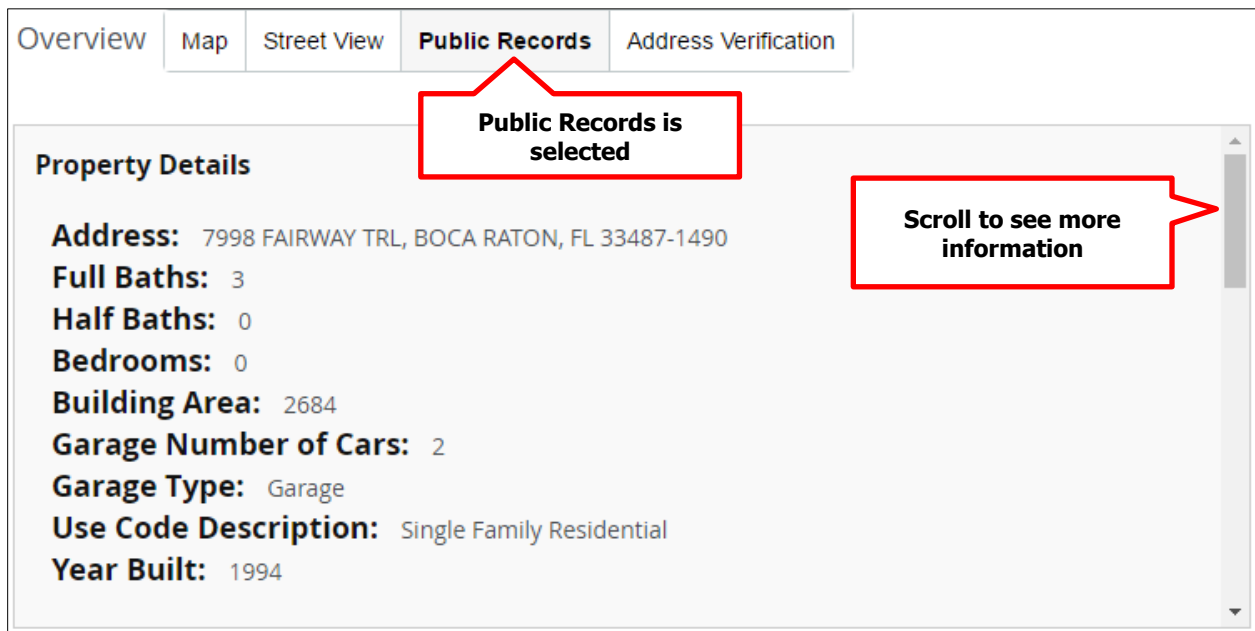 Overview Map Street View Public Records Address Verification
Public Records is
selected
Property Details
Scroll to see more
information
Address: 7998 FAIRWAY TRL, BOCA RATON, FL 33487-1490
Full Baths: 3
Half Baths: 0
Bedrooms: 0
Building Area: 2684
Garage Number of Cars: 2
Garage Type: Garage
Use Code Description: Single Family Residential
Year Built: 1994